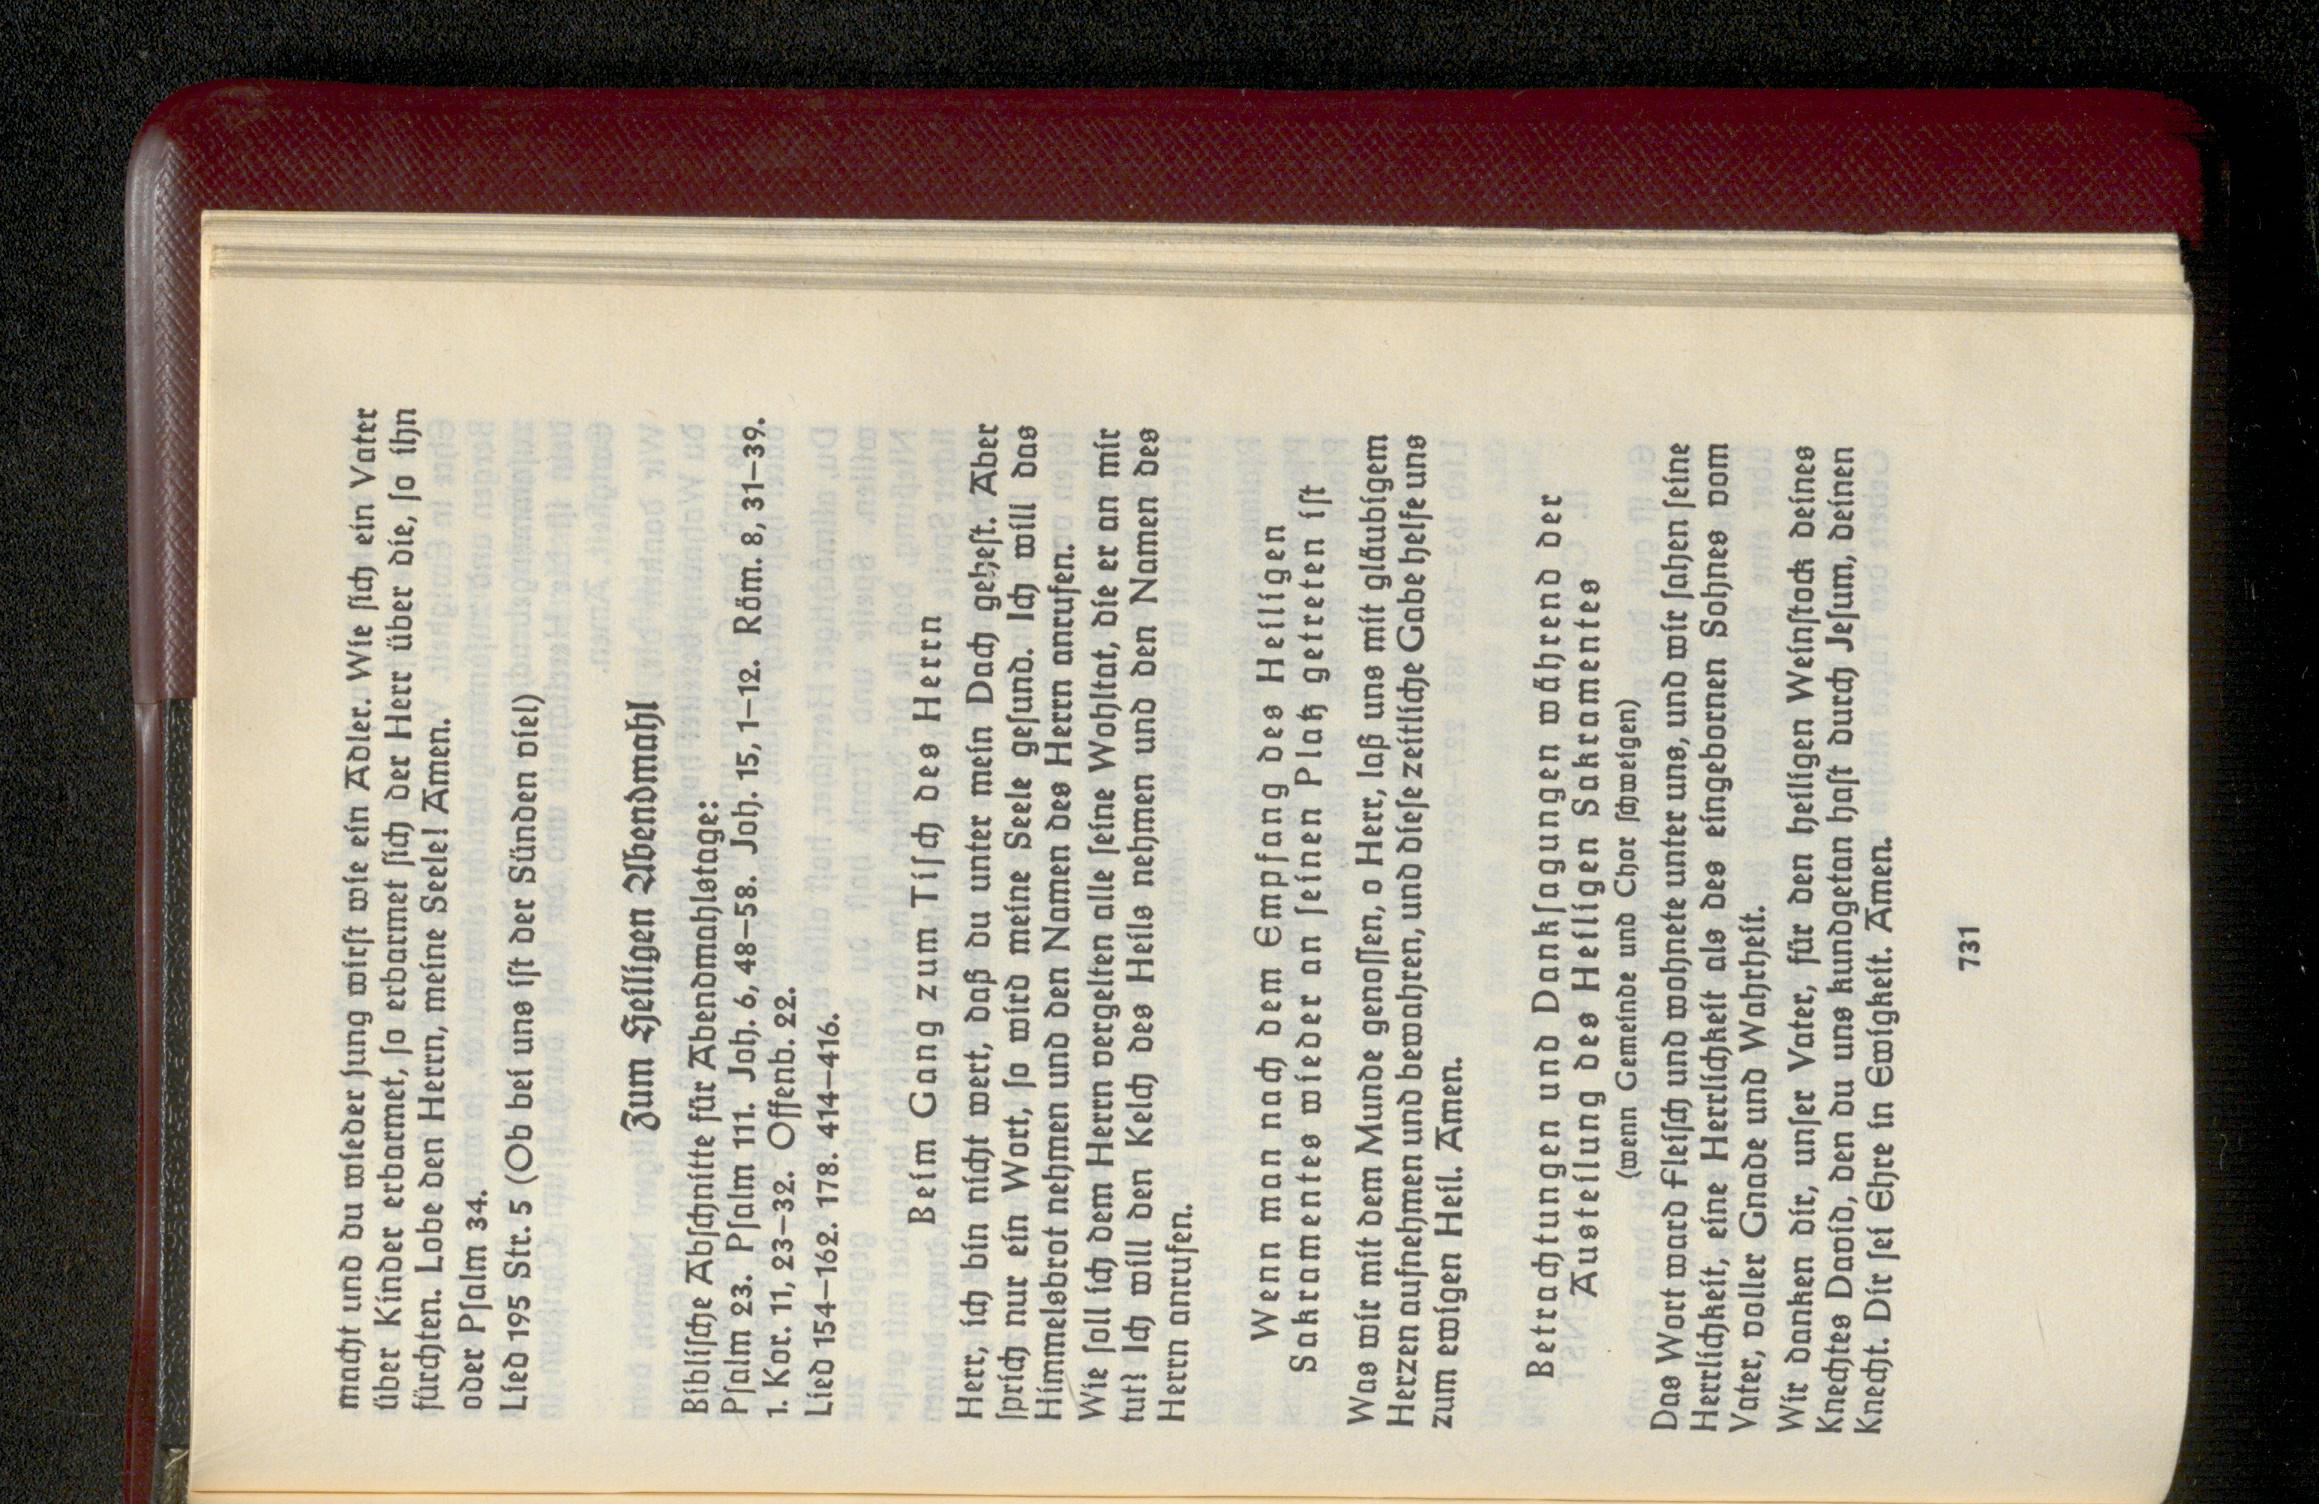 macht und du wieder jung wirſt wie ein Adler. Wie ſich ein Vater
über Kinder erbarmet, ſo erbarmet ſich der Herr über die, ſo ihn
fürchten. Lobe den Herrn, meine Seele! Amen.
oder Pſalm 34.
Lied 195 Str. 5 (Ob bei uns iſt der Sünden viel)
Zum Heiligen Abendmahl
Bibliſche Abſchnitte für Abendmahlstage:
Pſalm 23. Pſalm 111. Joh. 6, 48–58. Joh. 15, 1–12. Röm. 8, 31–39.
1. Kor. 11, 23–32. Offenb. 22.
Lied 154–162. 178. 414–416.
Beim Gang zum Tiſch des Herrn
Herr, ich bin nicht wert, daß du unter mein Dach geheſt. Aber
ſprich nur ein Wort, ſo wird meine Seele geſund. Ich will das
Himmelsbrot nehmen und den Namen des Herrn anrufen.
Wie ſoll ich dem Herrn vergelten alle ſeine Wohltat, die er an mir
tut? Ich will den Kelch des Heils nehmen und den Namen des
Herrn anrufen.
Wenn man nach dem Empfang des Heiligen
Sakramentes wieder an ſeinen Platz getreten iſt
Was wir mit dem Munde genoſſen, o Herr, laß uns mit gläubigem
Herzen aufnehmen und bewahren, und dieſe zeitliche Gabe helfe uns
zum ewigen Heil. Amen.
Betrachtungen und Dankſagungen während der
Austeilung des Heiligen Sakramentes
(wenn Gemeinde und Chor ſchweigen)
Das Wort ward Fleiſch und wohnete unter uns, und wir ſahen ſeine
Herrlichkeit, eine Herrlichkeit als des eingebornen Sohnes vom
Vater, voller Gnade und Wahrheit.
Wir danken dir, unſer Vater, für den heiligen Weinſtock deines
Knechtes David, den du uns kundgetan haſt durch Jeſum, deinen
Knecht. Dir ſei Ehre in Ewigkeit. Amen.
731